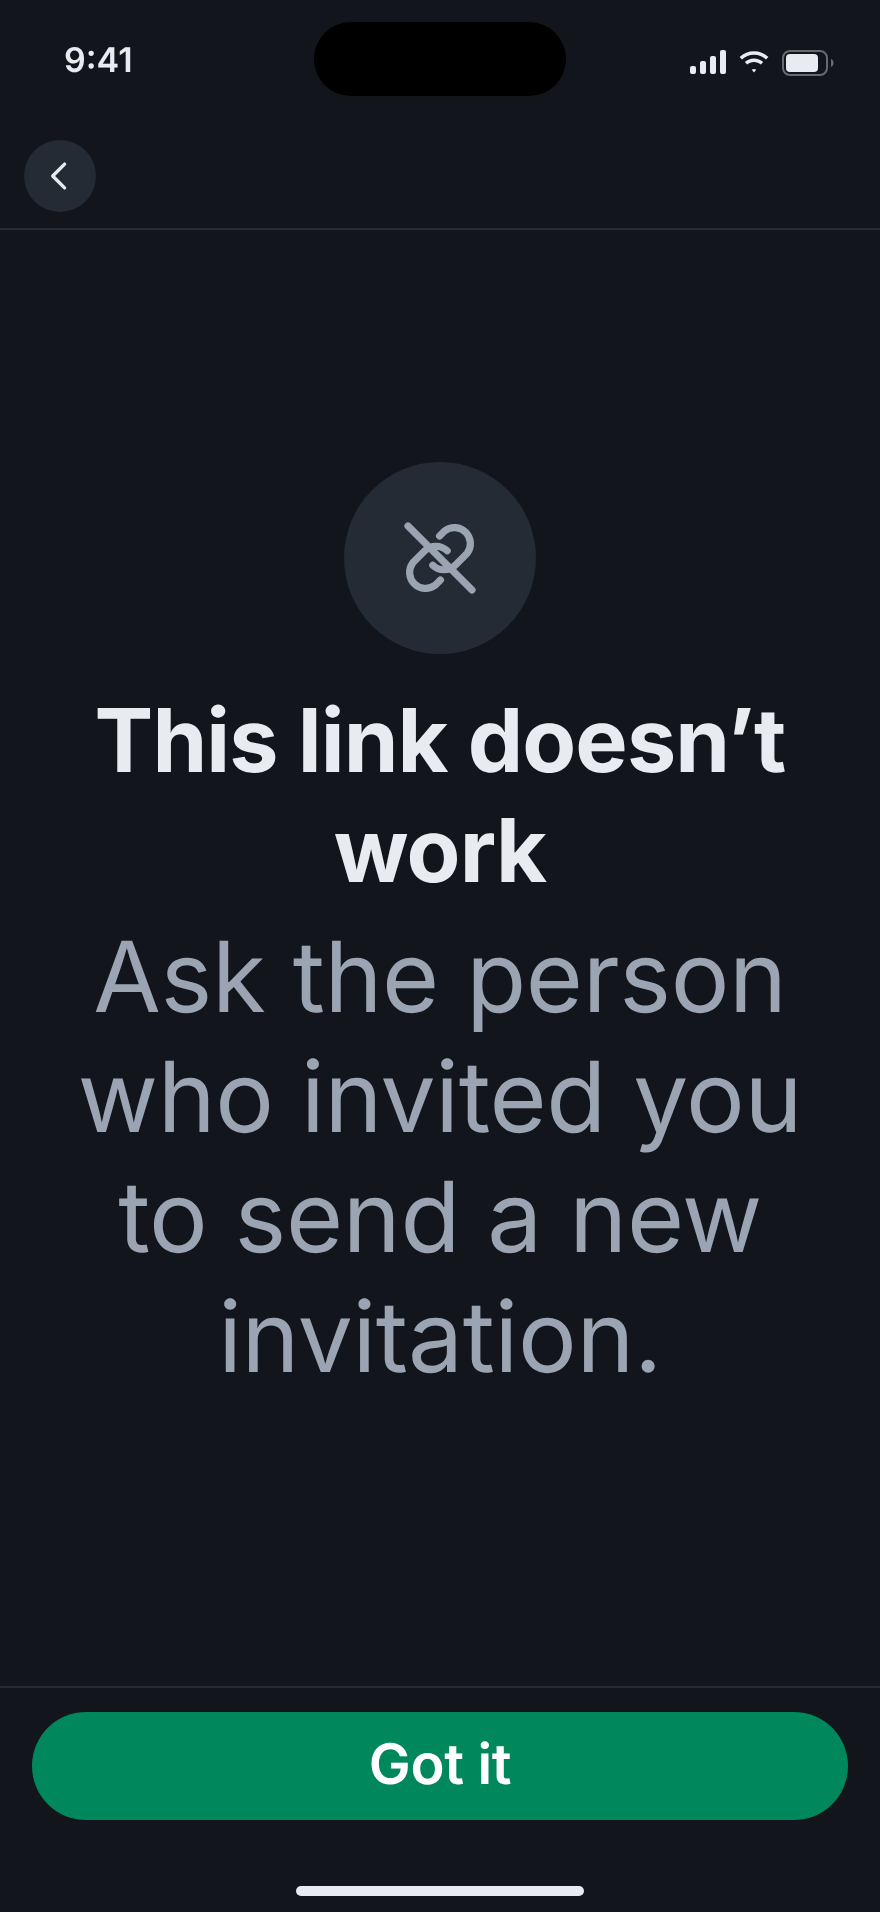 9:41
This link doesn’t
work
Ask the person
who invited you
to send a new
invitation.
Got it